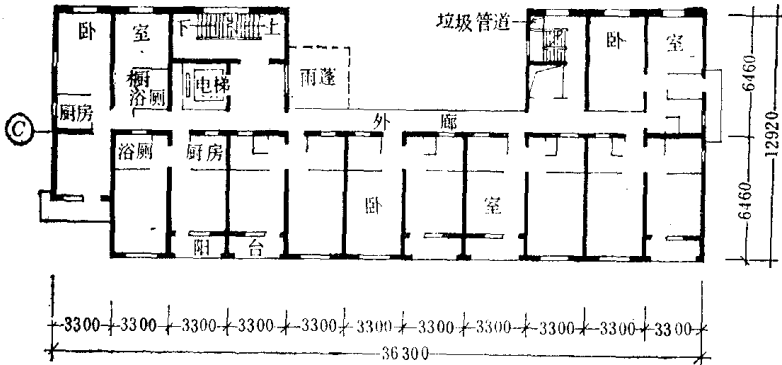 垃圾管道
卧 室 下 上 卧 室
厨 电梯 雨蓬
浴厕
厨房
C 外廊
浴厕 厨房
卧 室
阳台
6460
6460
12920
3300 3300 3300 3300 3300 3300 3300 3300 3300 3300 3300
36300